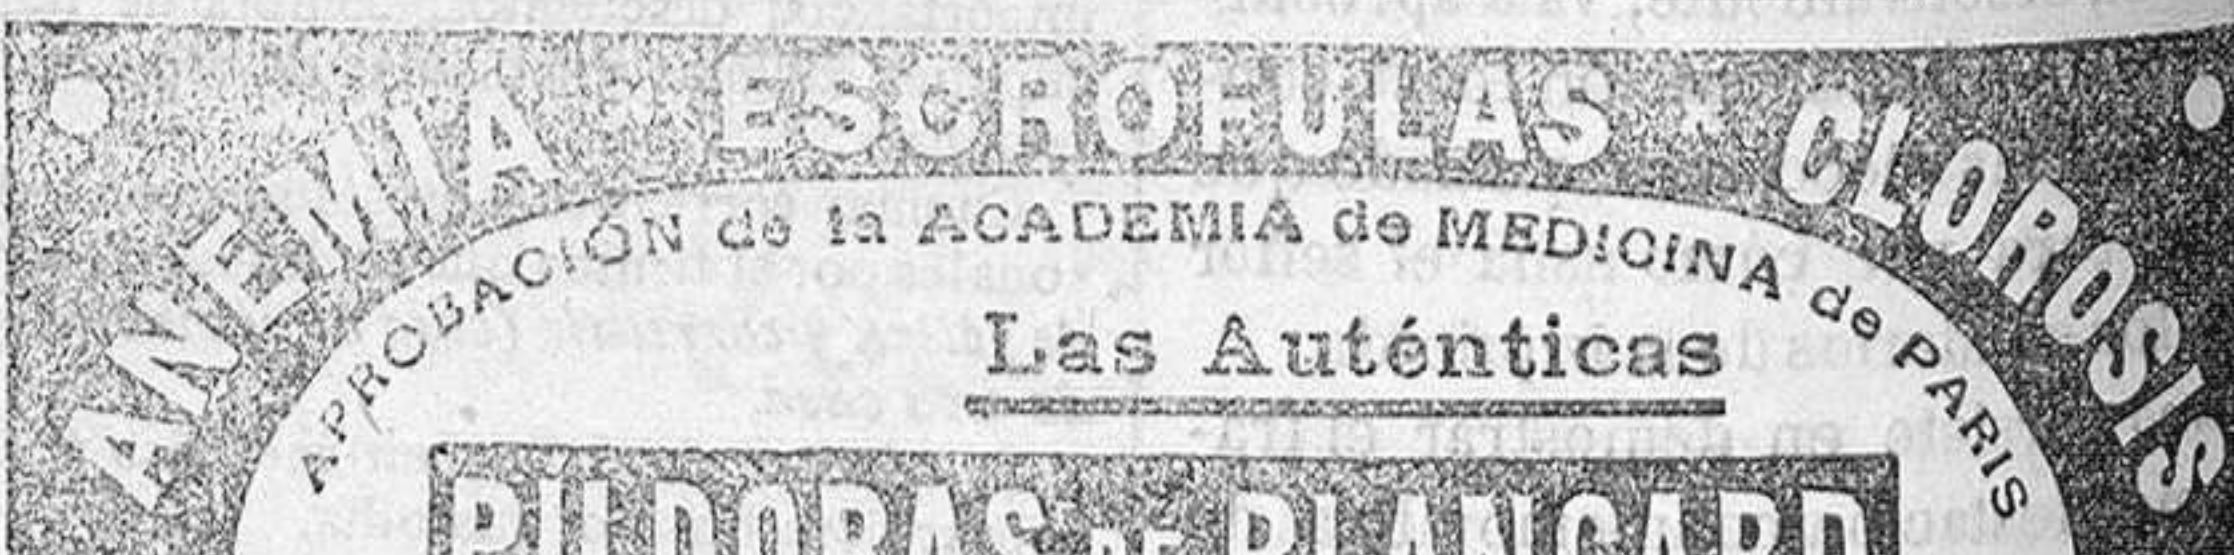 ANEMIA * ESCROFULAS * CLOROSIS
APROBACIÓN de la ACADEMIA de MEDICINA de PARIS
Las Auténticas
PILDORAS DE BLANCARD